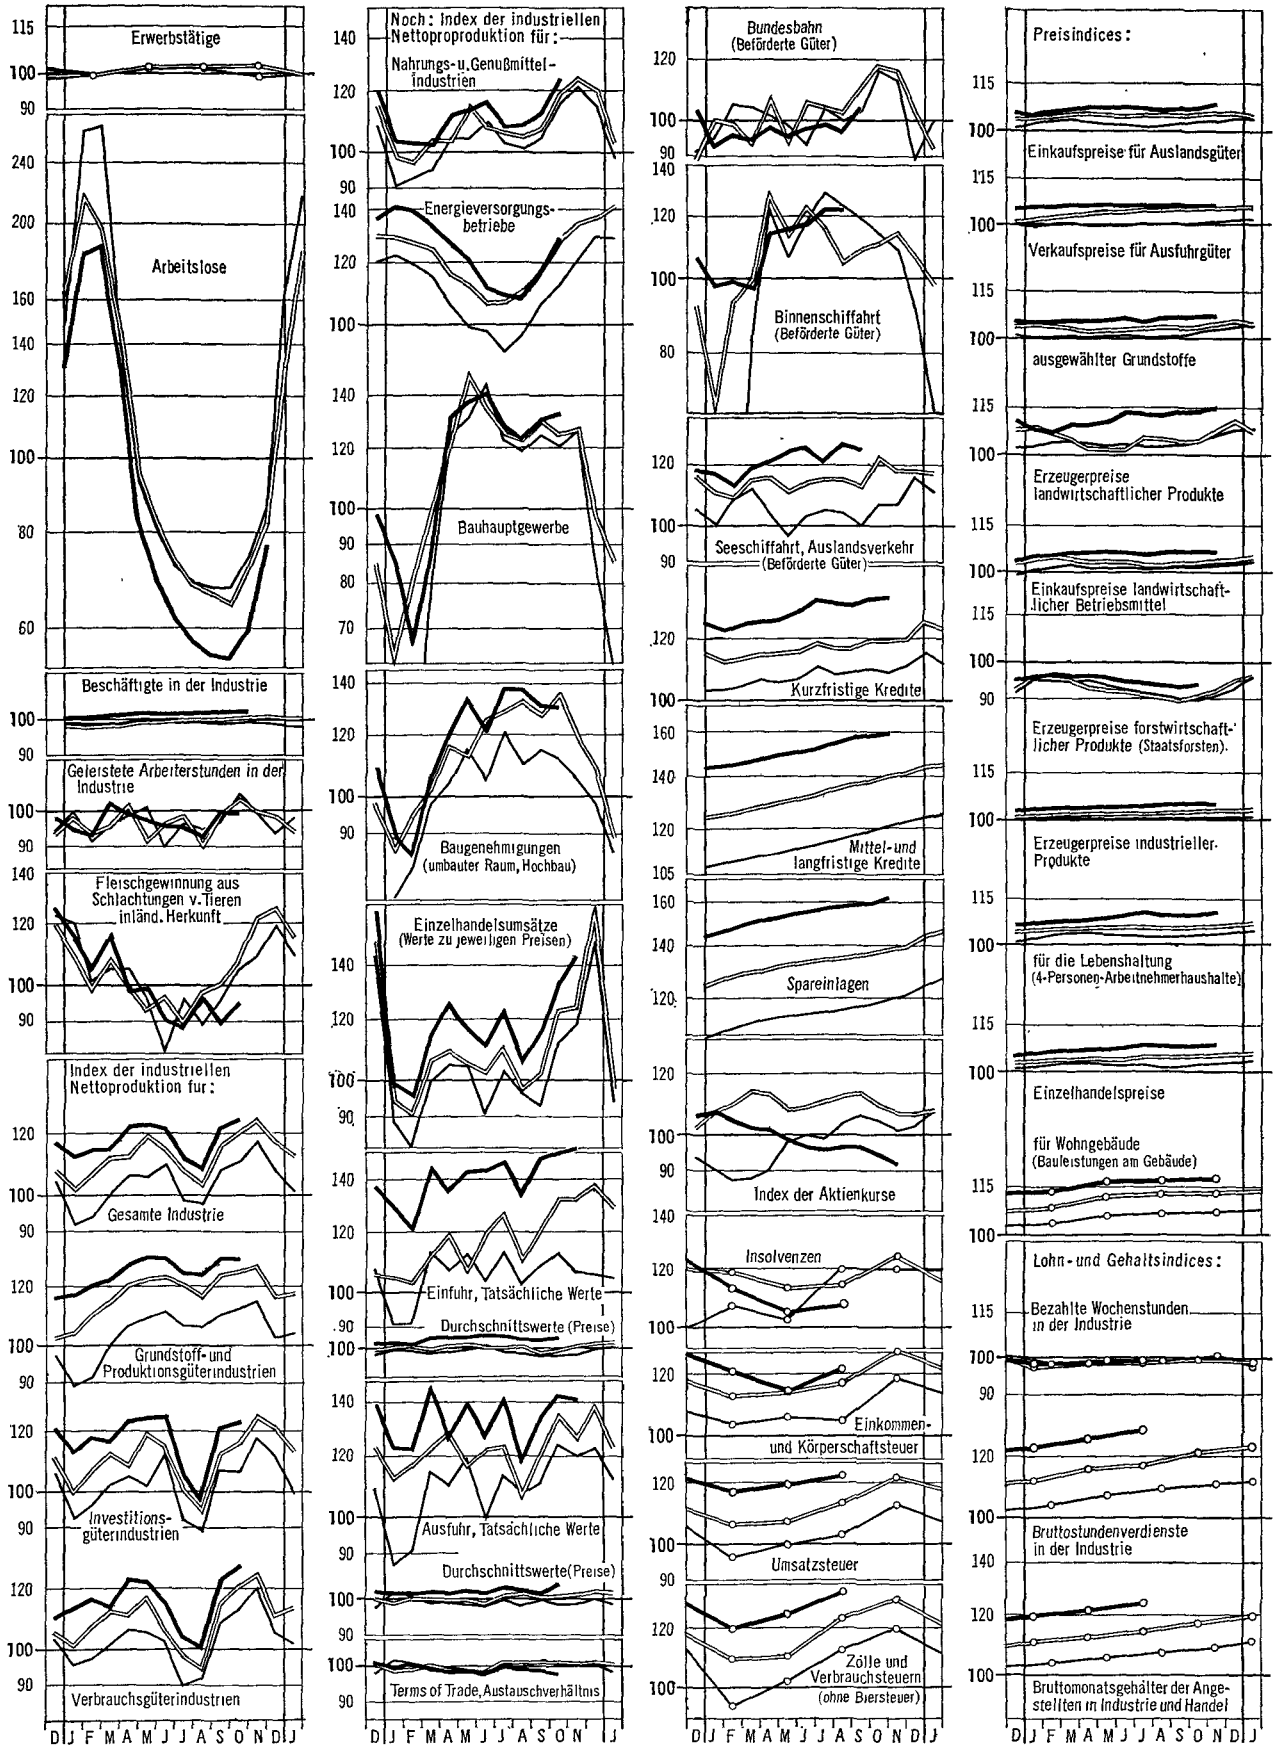 115
Erwerbstätige
100
90
240
200
Arbeitslose
160
140
120
100
80
60
Beschäftigte in der Industrie
100
90
Geleistete Arbeiterstunden in der
Industrie
100
90
140
Fleischgewinnung aus
Schlachtungen v. Tieren
inländ. Herkunft
120
100
90
Index der industriellen
Nettoproduktion für:
120
100
Gesamte Industrie
90
120
100
Grundstoff- und
Produktionsgüterindustrien
90
120
100
Investitions-
güterindustrien
90
120
100
90
Verbrauchsgüterindustrien
D J F M A M J J A S O N D J
Noch: Index der industriellen
Nettoproproduktion für:
140
Nahrungs- u. Genußmittel-
industrien
120
100
90
140
Energieversorgungs-
betriebe
120
100
140
120
100
Bauhauptgewerbe
90
80
70
140
120
100
90
Baugenehmigungen
(umbauter Raum, Hochbau)
Einzelhandelsumsätze
(Werte zu jeweiligen Preisen)
140
120
100
90
140
120
100
Einfuhr, Tatsächliche Werte
90
Durchschnittswerte (Preise)
100
140
120
100
Ausfuhr, Tatsächliche Werte
90
Durchschnittswerte (Preise)
100
90
100
Terms of Trade, Austauschverhältnis
90
D J F M A M J J A S O N D J
Bundesbahn
(Beförderte Güter)
120
100
90
140
120
100
Binnenschiffahrt
(Beförderte Güter)
80
120
100
90
Seeschiffahrt, Auslandsverkehr
(Beförderte Güter)
120
100
Kurzfristige Kredite
160
140
120
Mittel- und
langfristige Kredite
105
160
140
Spareinlagen
120
120
100
90
Index der Aktienkurse
140
Insolvenzen
120
100
120
Einkommen-
100
und Körperschaftsteuer
120
100
Umsatzsteuer
90
120
Zölle und
Verbrauchsteuern
100
(ohne Biersteuer)
D J F M A M J J A S O N D J
Preisindices:
115
100
Einkaufspreise für Auslandsgüter
115
100
Verkaufspreise für Ausfuhrgüter
115
100
ausgewählter Grundstoffe
115
100
Erzeugerpreise
landwirtschaftlicher Produkte
115
100
Einkaufspreise landwirtschaft-
licher Betriebsmittel
115
100
90
Erzeugerpreise forstwirtschaft-
licher Produkte (Staatsforsten)
115
100
Erzeugerpreise industrieller
Produkte
115
100
für die Lebenshaltung
(4-Personen-Arbeitnehmerhaushalte)
115
100
Einzelhandelspreise
für Wohngebäude
(Bauleistungen am Gebäude)
115
100
Lohn- und Gehaltsindices:
115
Bezahlte Wochenstunden
in der Industrie
100
90
120
100
Bruttostundenverdienste
in der Industrie
140
120
100
Bruttomonatsgehälter der Ange-
stellten in Industrie und Handel
D J F M A M J J A S O N D J